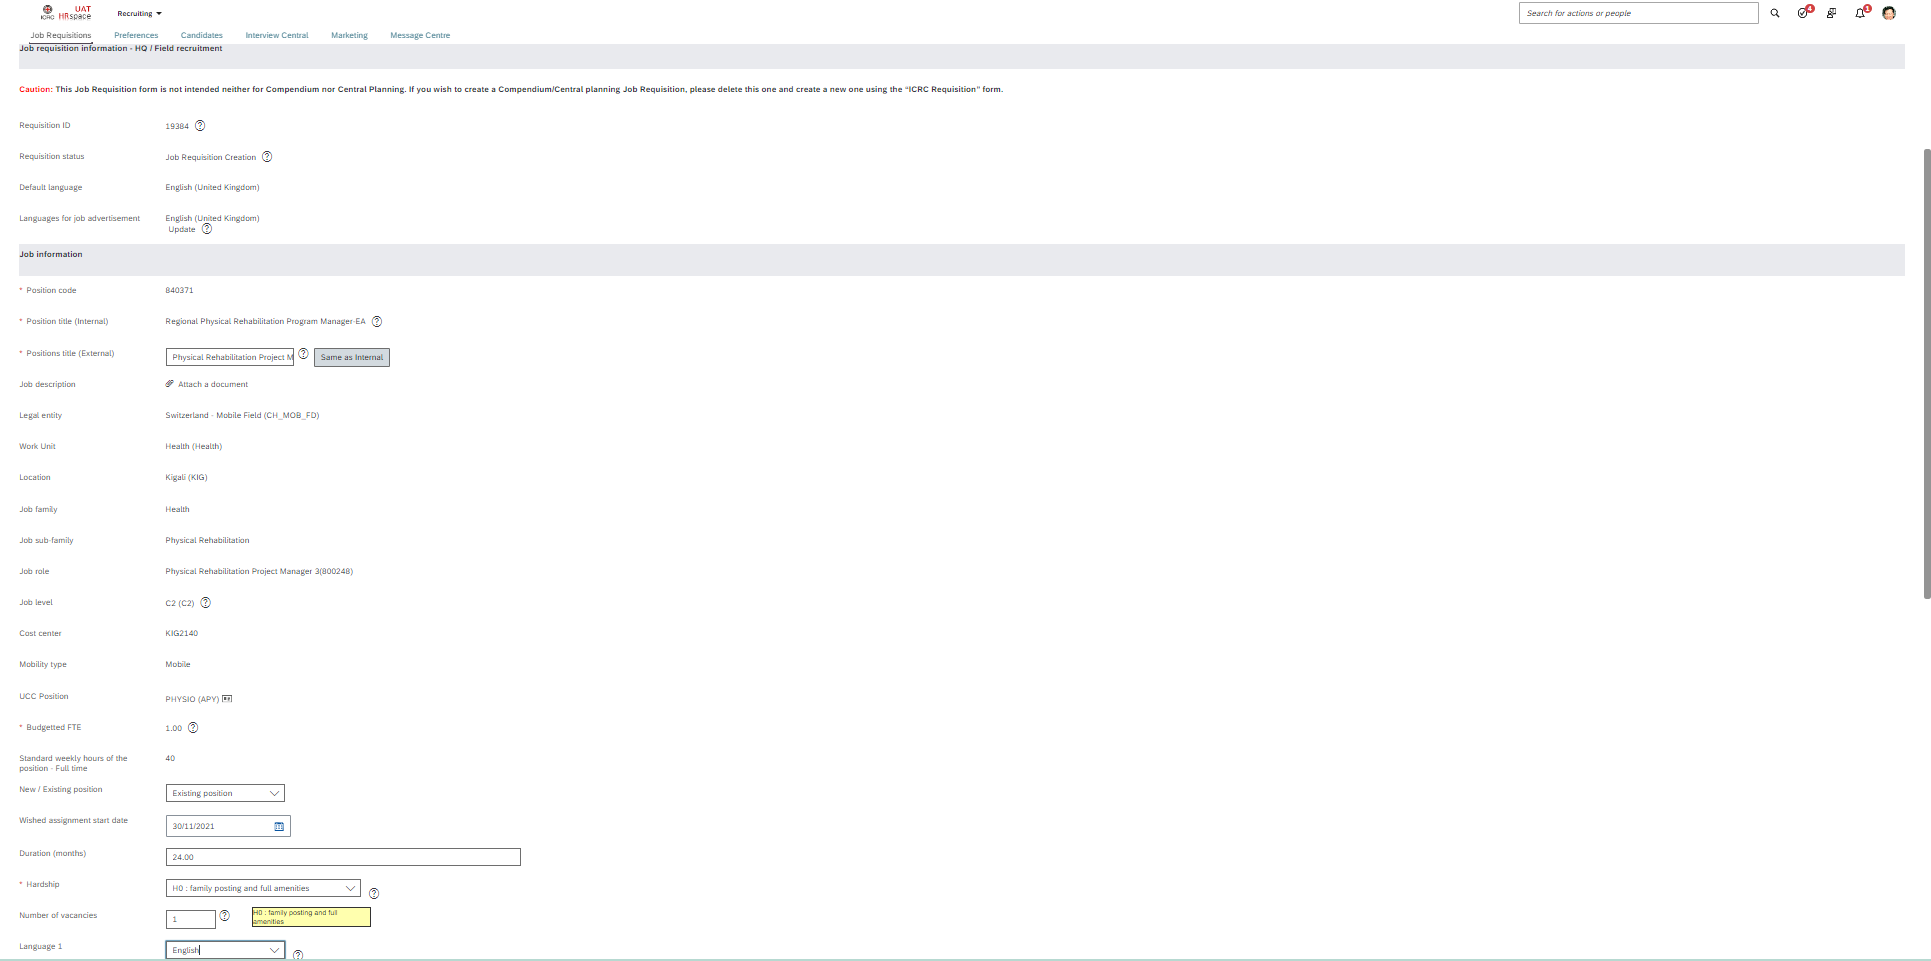 ICRC UAT HRspace Recruiting Search for actions or people 4 1
Job Requisitions Preferences Candidates Interview Central Marketing Message Centre
Job requisition information - HQ / Field recruitment
Caution: This Job Requisition form is not intended neither for Compendium nor Central Planning. If you wish to create a Compendium/Central planning Job Requisition, please delete this one and create a new one using the “ICRC Requisition” form.
Requisition ID 19384 ?
Requisition status Job Requisition Creation ?
Default language English (United Kingdom)
Languages for job advertisement English (United Kingdom)
Update ?
Job information
* Position code 840371
* Position title (Internal) Regional Physical Rehabilitation Program Manager-EA ?
* Positions title (External) Physical Rehabilitation Project M ? Same as Internal
Job description Attach a document
Legal entity Switzerland - Mobile Field (CH_MOB_FD)
Work Unit Health (Health)
Location Kigali (KIG)
Job family Health
Job sub-family Physical Rehabilitation
Job role Physical Rehabilitation Project Manager 3(800248)
Job level C2 (C2) ?
Cost center KIG2140
Mobility type Mobile
UCC Position PHYSIO (APY)
* Budgetted FTE 1.00 ?
Standard weekly hours of the 40
position - Full time
New / Existing position Existing position
Wished assignment start date 30/11/2021
Duration (months) 24.00
* Hardship H0 : family posting and full amenities ?
Number of vacancies 1 ? H0 : family posting and full
amenities
Language 1 English ?